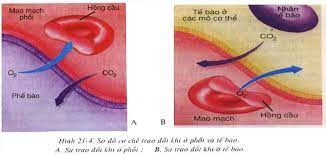 Mao mạch
phổi
Hồng cầu
O₂
CO₂
Phế bào
A
Tế bào ở
các mô cơ thể
Nhân
tế bào
CO₂
O₂
Mao mạch
Hồng cầu
B
Hình 21-4. Sơ đồ cơ chế trao đổi khí ở phổi và tế bào
A. Sự trao đổi khí ở phổi ; B. Sự trao đổi khí ở tế bào